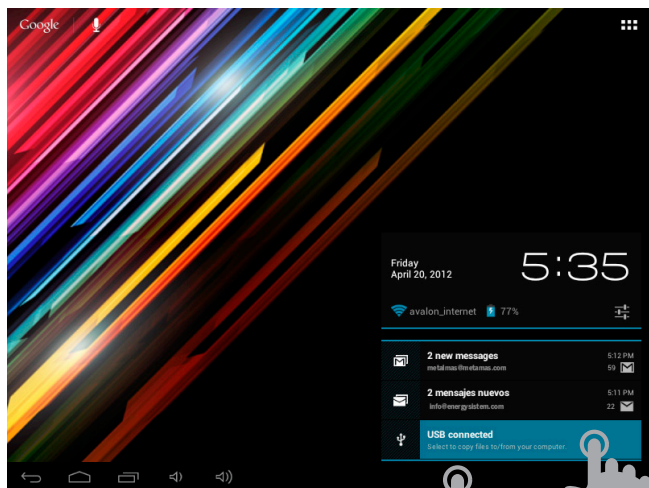 Google
Friday
April 20, 2012
5:35
avalon_internet 77%
2 new messages 5:12 PM
metalmas@metamas.com 59
2 mensajes nuevos 5:11 PM
info@energysistem.com 22
USB connected
Select to copy files to/from your computer.